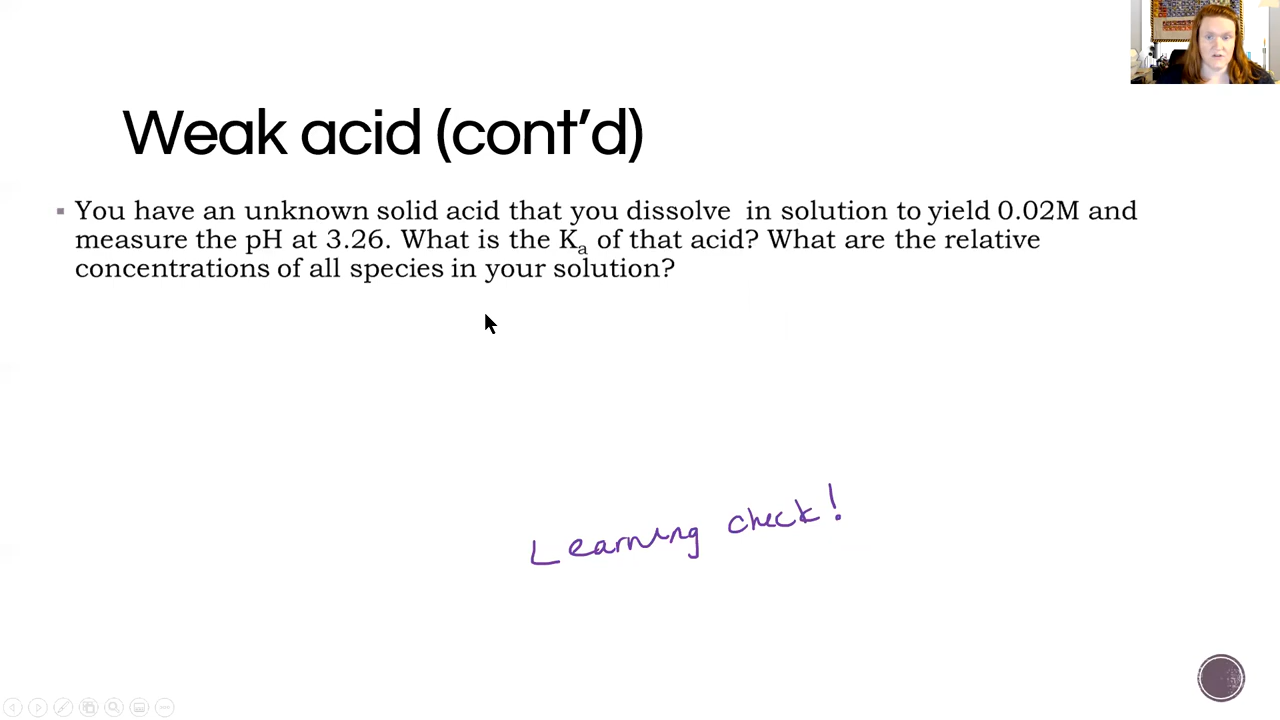 Weak acid (cont’d)
▪ You have an unknown solid acid that you dissolve in solution to yield 0.02M and
measure the pH at 3.26. What is the Ka of that acid? What are the relative
concentrations of all species in your solution?
Learning check!